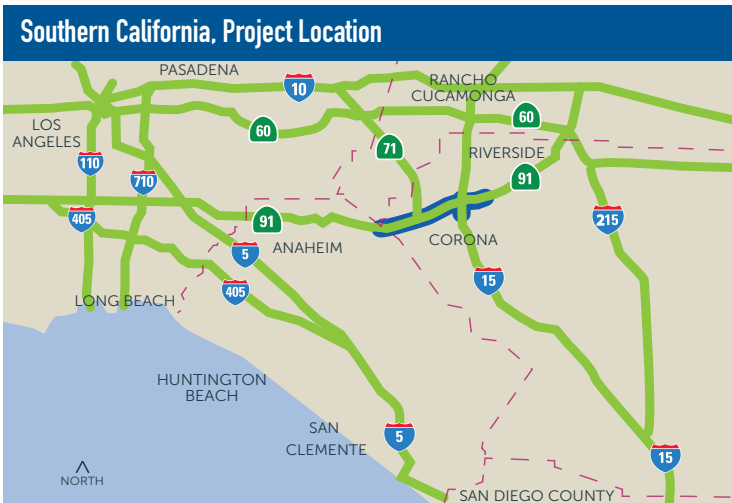 Southern California, Project Location
PASADENA
10
RANCHO
CUCAMONGA
60
60
LOS
ANGELES
71
RIVERSIDE
110
710
91
405
91
ANAHEIM
CORONA
215
5
15
405
LONG BEACH
HUNTINGTON
BEACH
SAN
CLEMENTE
5
15
NORTH
SAN DIEGO COUNTY